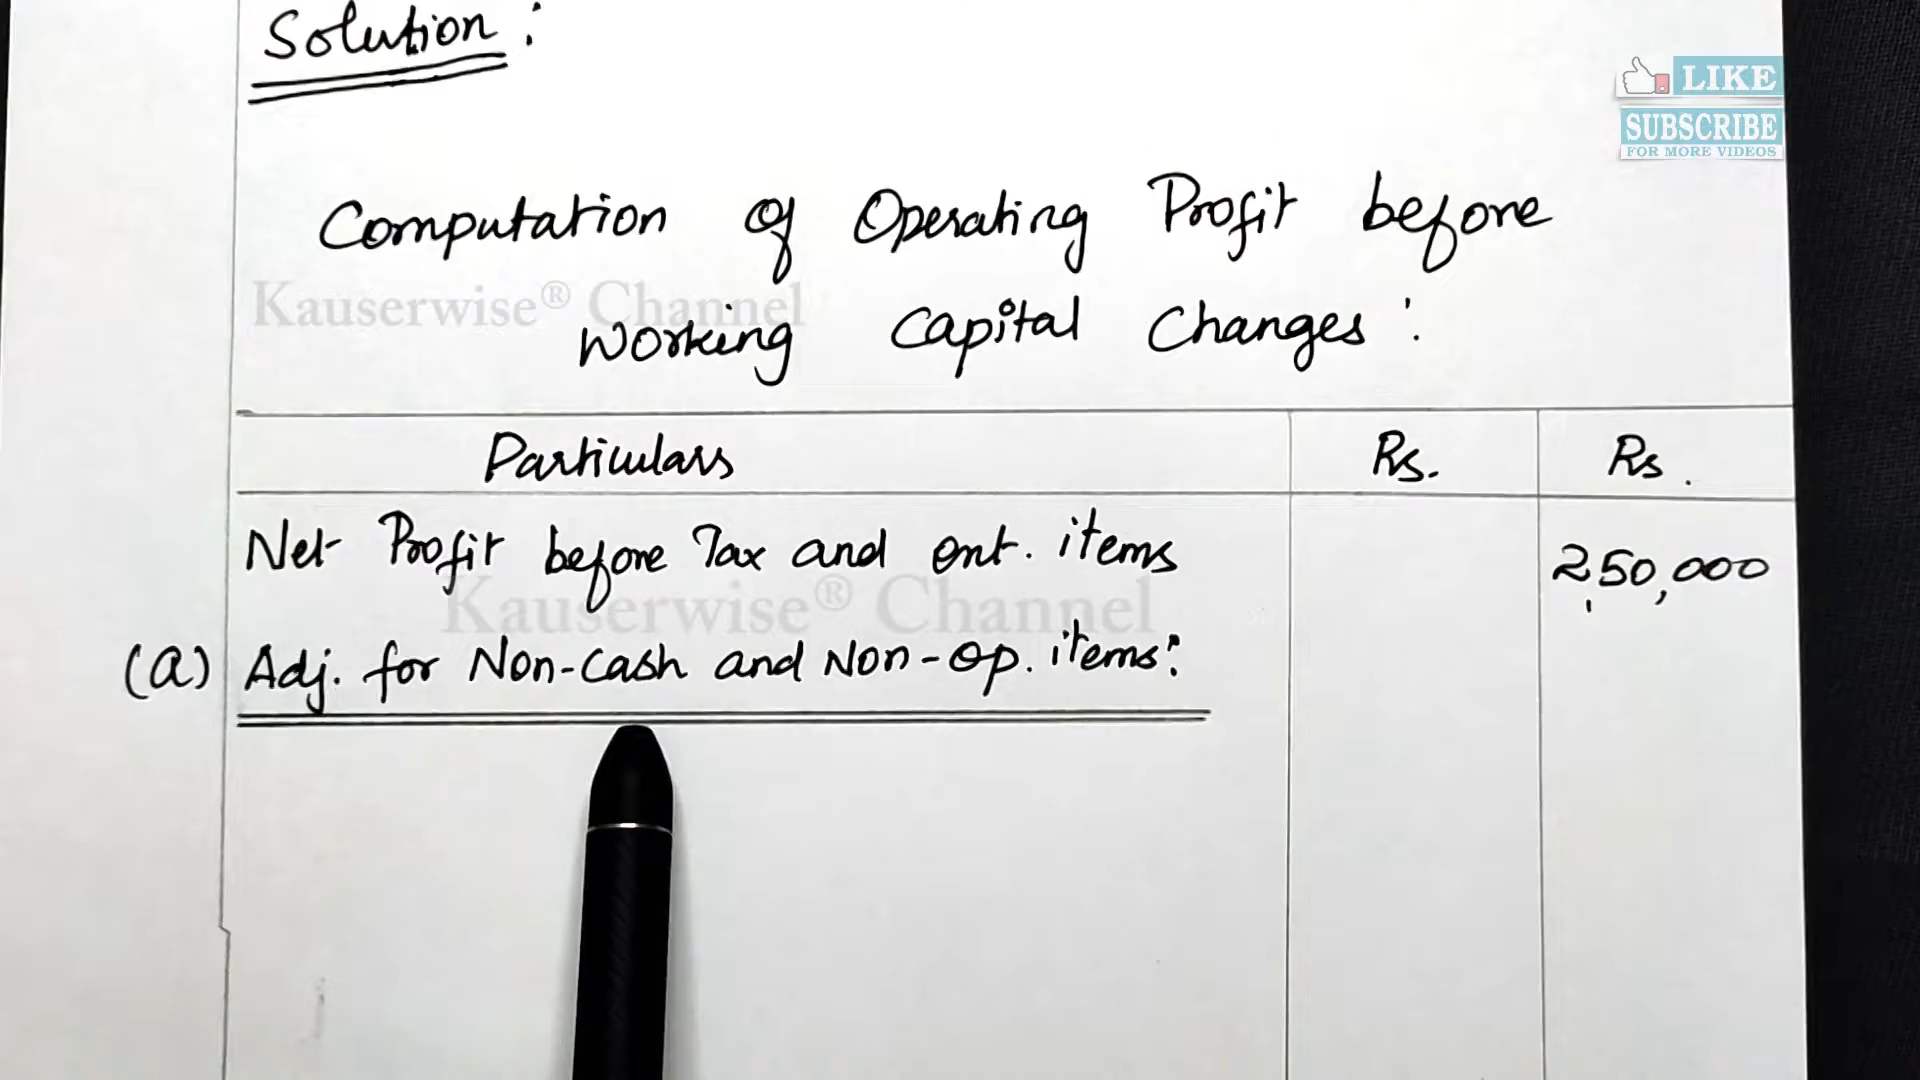 Solution:
LIKE
SUBSCRIBE
FOR MORE VIDEOS
Computation of Operating Profit before
Kauserwise® Channel
Working Capital Changes:
Particulars Rs. Rs.
Net Profit before Tax and ent. items 2,50,000
Kauserwise® Channel
(a) Adj. for Non-Cash and Non-Op. items: